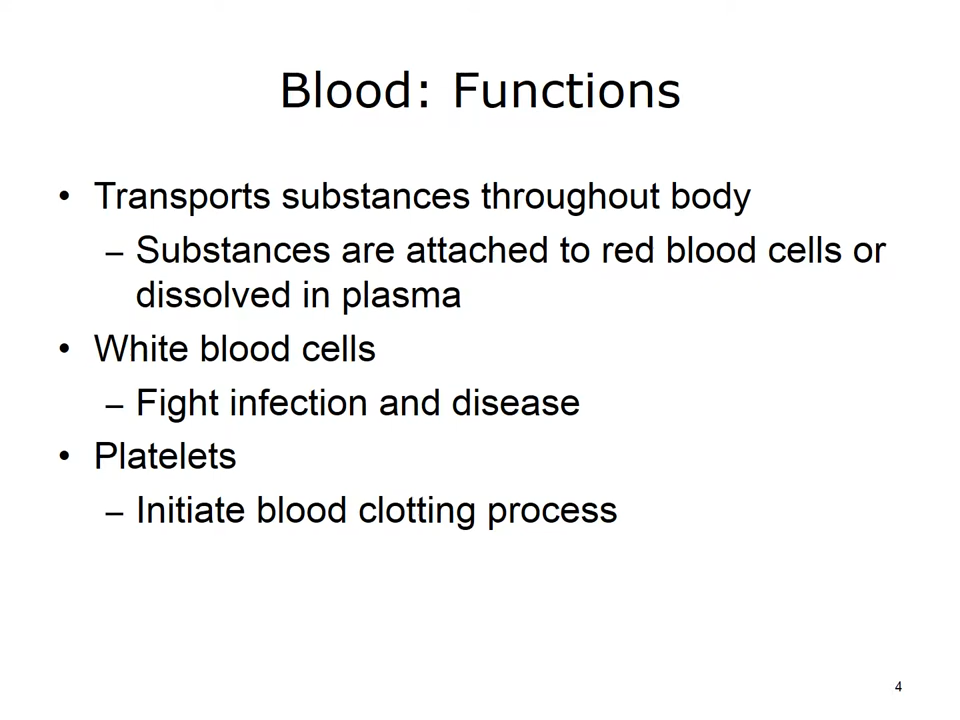 Blood: Functions
• Transports substances throughout body
– Substances are attached to red blood cells or
dissolved in plasma
• White blood cells
– Fight infection and disease
• Platelets
– Initiate blood clotting process
4